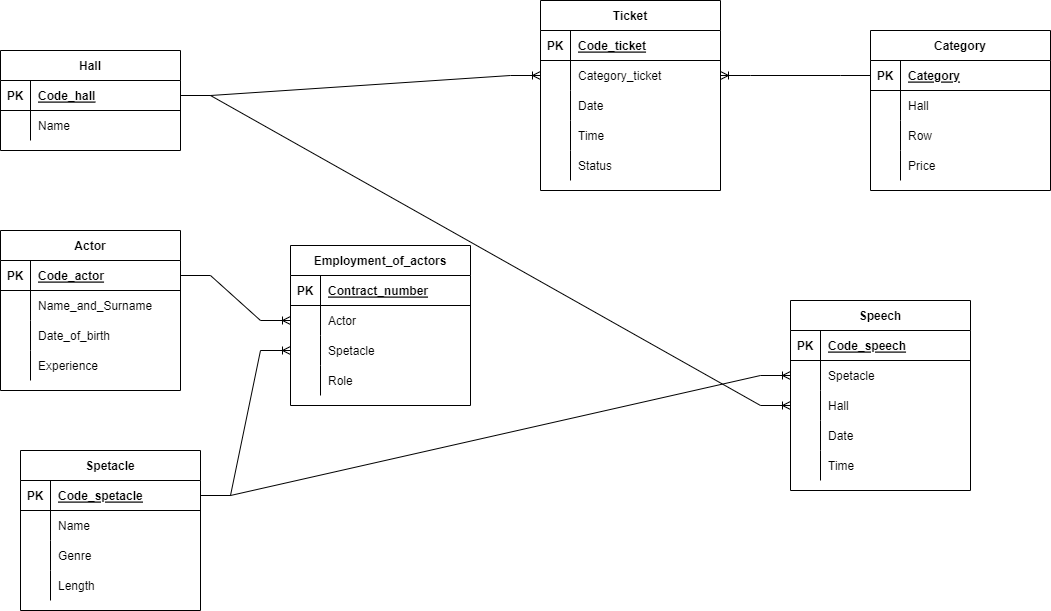 Ticket
PK Code_ticket
Category_ticket
Date
Time
Status
Category
PK Category
Hall
Row
Price
Hall
PK Code_hall
Name
Actor
PK Code_actor
Name_and_Surname
Date_of_birth
Experience
Employment_of_actors
PK Contract_number
Actor
Spetacle
Role
Speech
PK Code_speech
Spetacle
Hall
Date
Time
Spetacle
PK Code_spetacle
Name
Genre
Length